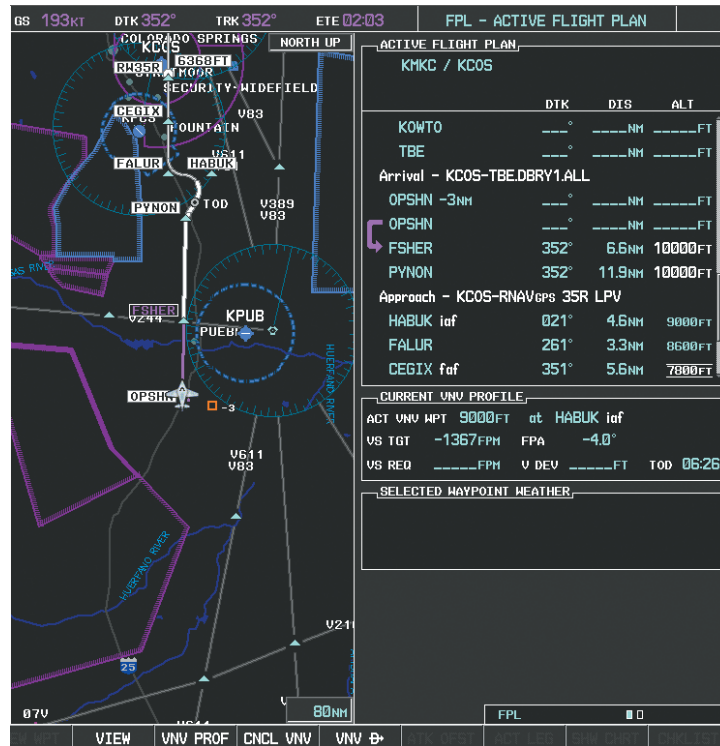 GS 193KT DTK 352° TRK 352° ETE 02:03
FPL – ACTIVE FLIGHT PLAN
COLORADO SPRINGS
NORTH UP
KCOS
RW35R
6368FT
SECURITY-WIDEFIELD
CEGIX
V83
FOUNTAIN
V611
FALUR
HABUK
PYNON
TOD
V389
V83
FSHER
V244
KPUB
PUEBL
HUERFANO RIVER
OPSHN
-3
V611
V83
HUERFANO RIVER
25
07V
80NM
ACTIVE FLIGHT PLAN
KMKC / KCOS
DTK DIS ALT
KOWTO ___° ____NM _____FT
TBE ___° ____NM _____FT
Arrival – KCOS-TBE.DBRY1.ALL
OPSHN -3NM ___° ____NM _____FT
OPSHN ___° ____NM _____FT
FSHER 352° 6.6NM 10000FT
PYNON 352° 11.9NM 10000FT
Approach – KCOS-RNAVGPS 35R LPV
HABUK iaf 021° 4.6NM 9000FT
FALUR 261° 3.3NM 8600FT
CEGIX faf 351° 5.6NM 7800FT
CURRENT VNV PROFILE
ACT VNV WPT 9000FT at HABUK iaf
VS TGT -1367FPM FPA -4.0°
VS REQ _____FPM V DEV _____FT TOD 06:26
SELECTED WAYPOINT WEATHER
FPL
VIEW VNV PROF CNCL VNV VNV D→ ATK OFST ACT LEG SHW CHRT CHKLIST